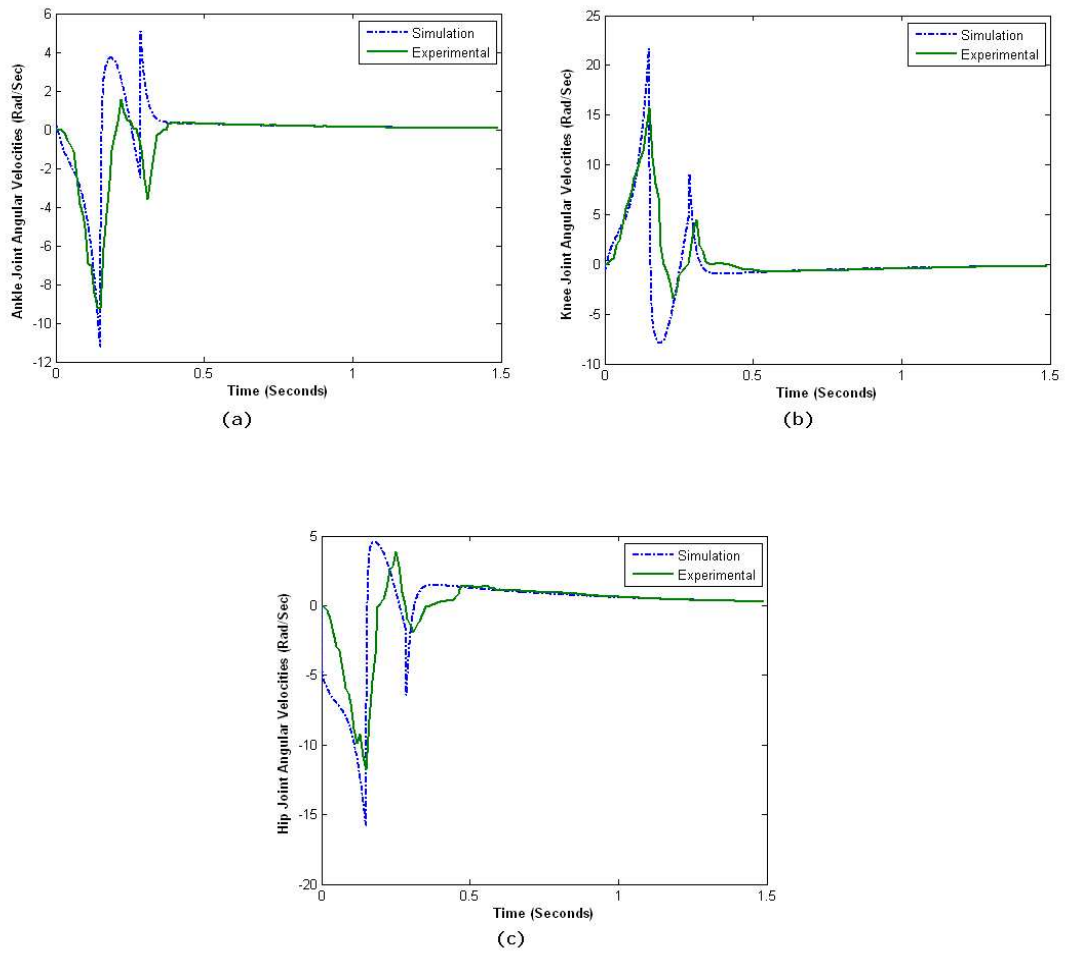 6
4
2
0
-2
-4
-6
-8
-10
-12
Ankle Joint Angular Velocities (Rad/Sec)
Simulation
Experimental
0
0.5
1
1.5
Time (Seconds)
(a)
25
20
15
10
5
0
-5
-10
Knee Joint Angular Velocities (Rad/Sec)
Simulation
Experimental
0
0.5
1
1.5
Time (Seconds)
(b)
5
0
-5
-10
-15
-20
Hip Joint Angular Velocities (Rad/Sec)
Simulation
Experimental
0
0.5
1
1.5
Time (Seconds)
(c)